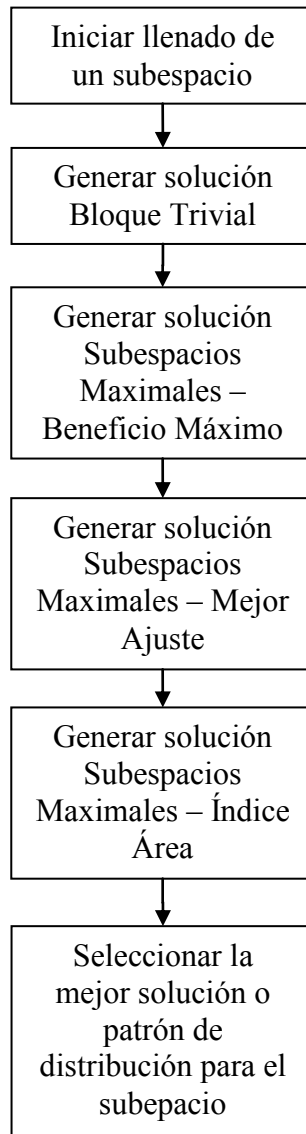 Iniciar llenado de
un subespacio
Generar solución
Bloque Trivial
Generar solución
Subespacios
Maximales –
Beneficio Máximo
Generar solución
Subespacios
Maximales – Mejor
Ajuste
Generar solución
Subespacios
Maximales – Índice
Área
Seleccionar la
mejor solución o
patrón de
distribución para el
subepacio